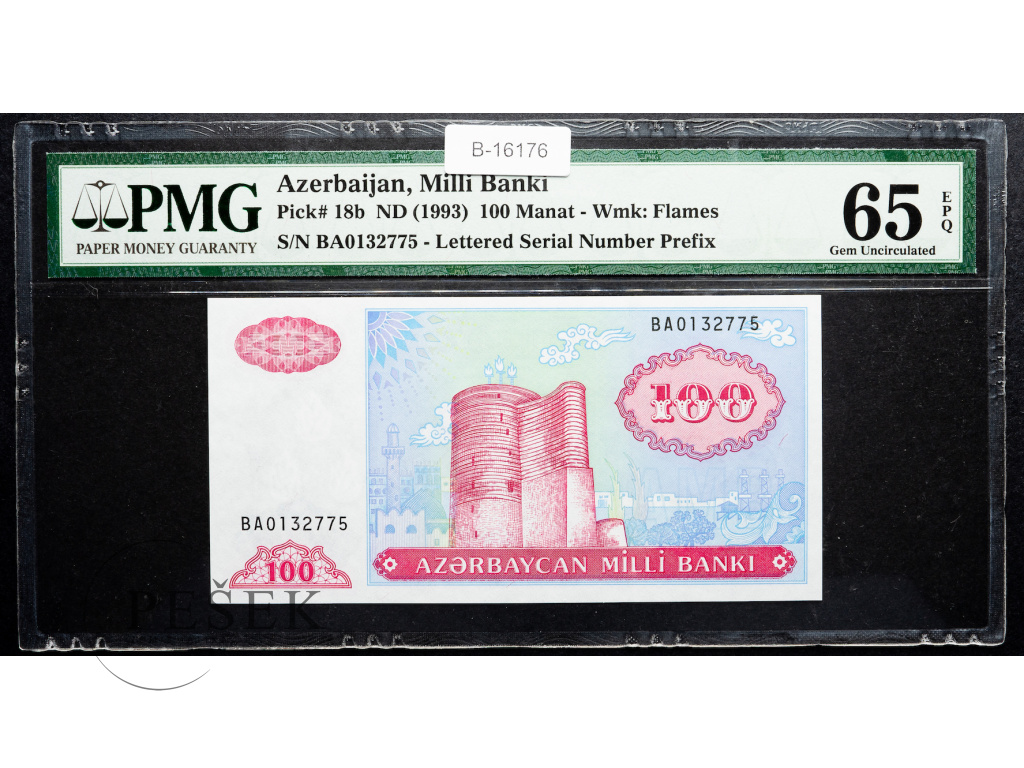 B-16176
PMG
PAPER MONEY GUARANTY
Azerbaijan, Milli Banki
Pick# 18b ND (1993) 100 Manat - Wmk: Flames
S/N BA0132775 - Lettered Serial Number Prefix
65
EPQ
Gem Uncirculated
BA0132775
100
BA0132775
100
AZƏRBAYCAN MİLLİ BANKI
PEŠEK